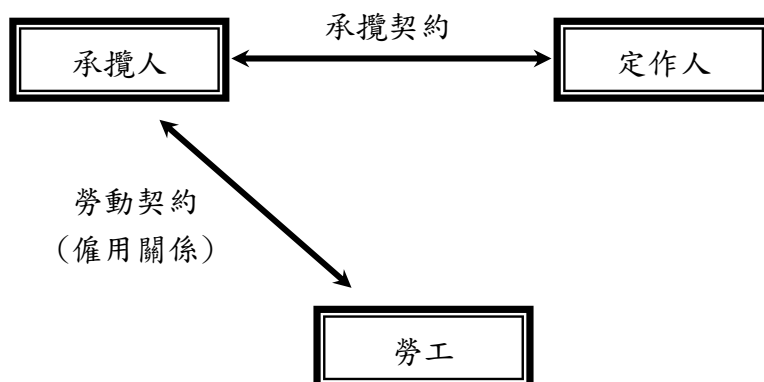 承攬契約
承攬人
定作人
勞動契約
（僱用關係）
勞工